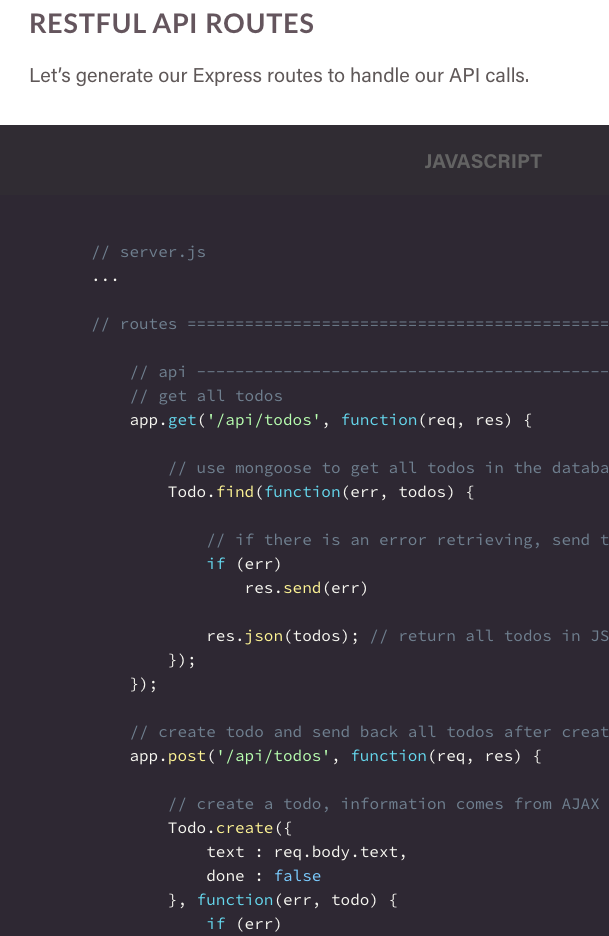 RESTFUL API ROUTES
Let's generate our Express routes to handle our API calls.
JAVASCRIPT
// server.js
...
// routes ============================================
// api -------------------------------------------
// get all todos
app.get('/api/todos', function(req, res) {
// use mongoose to get all todos in the databa
Todo.find(function(err, todos) {
// if there is an error retrieving, send t
if (err)
res.send(err)
res.json(todos); // return all todos in JS
});
});
// create todo and send back all todos after creat
app.post('/api/todos', function(req, res) {
// create a todo, information comes from AJAX
Todo.create({
text : req.body.text,
done : false
}, function(err, todo) {
if (err)